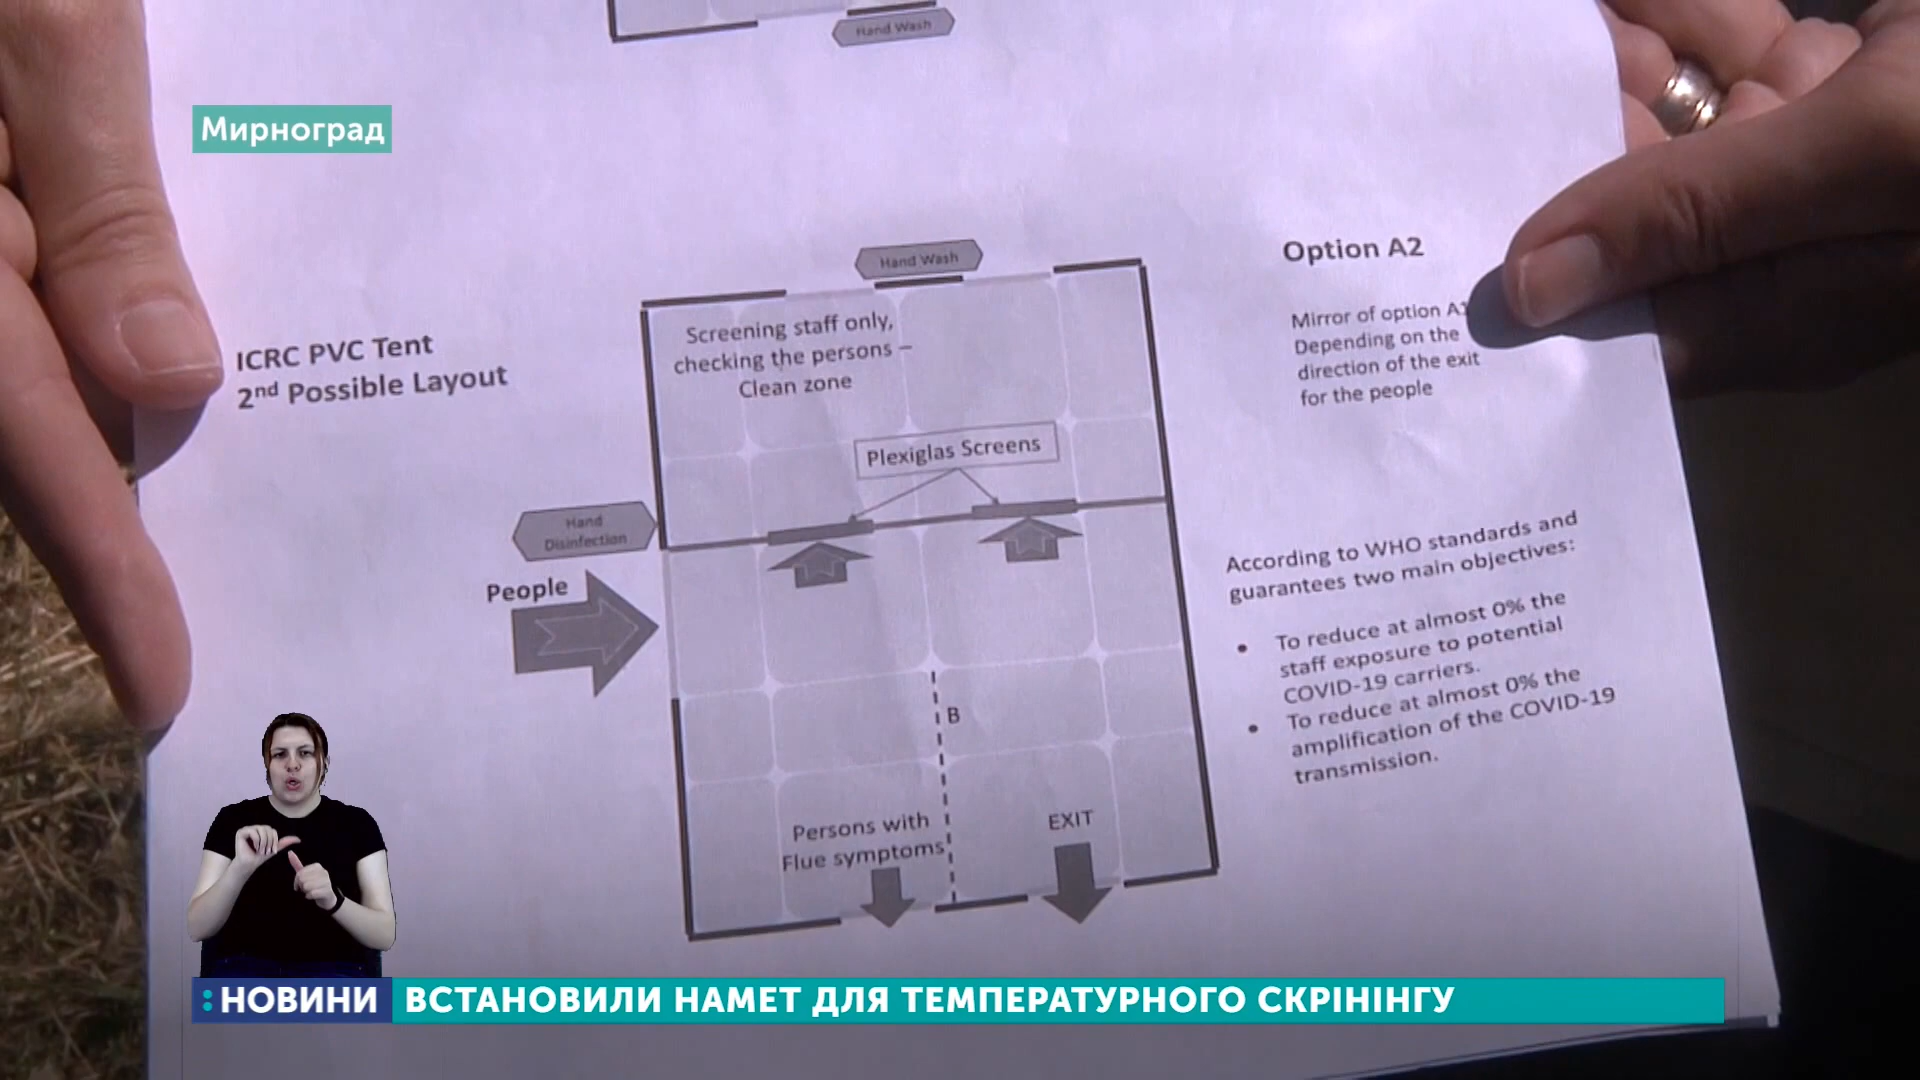 Hand Wash
Мирноград
Hand Wash
Option A2
Mirror of option A1
Depending on the
direction of the exit
for the people
ICRC PVC Tent
2nd Possible Layout
Screening staff only,
checking the persons –
Clean zone
Plexiglas Screens
Hand
Disinfection
People
According to WHO standards and
guarantees two main objectives:
• To reduce at almost 0% the
staff exposure to potential
COVID-19 carriers.
• To reduce at almost 0% the
amplification of the COVID-19
transmission.
B
Persons with
Flue symptoms
EXIT
:НОВИНИ
ВСТАНОВИЛИ НАМЕТ ДЛЯ ТЕМПЕРАТУРНОГО СКРІНІНГУ